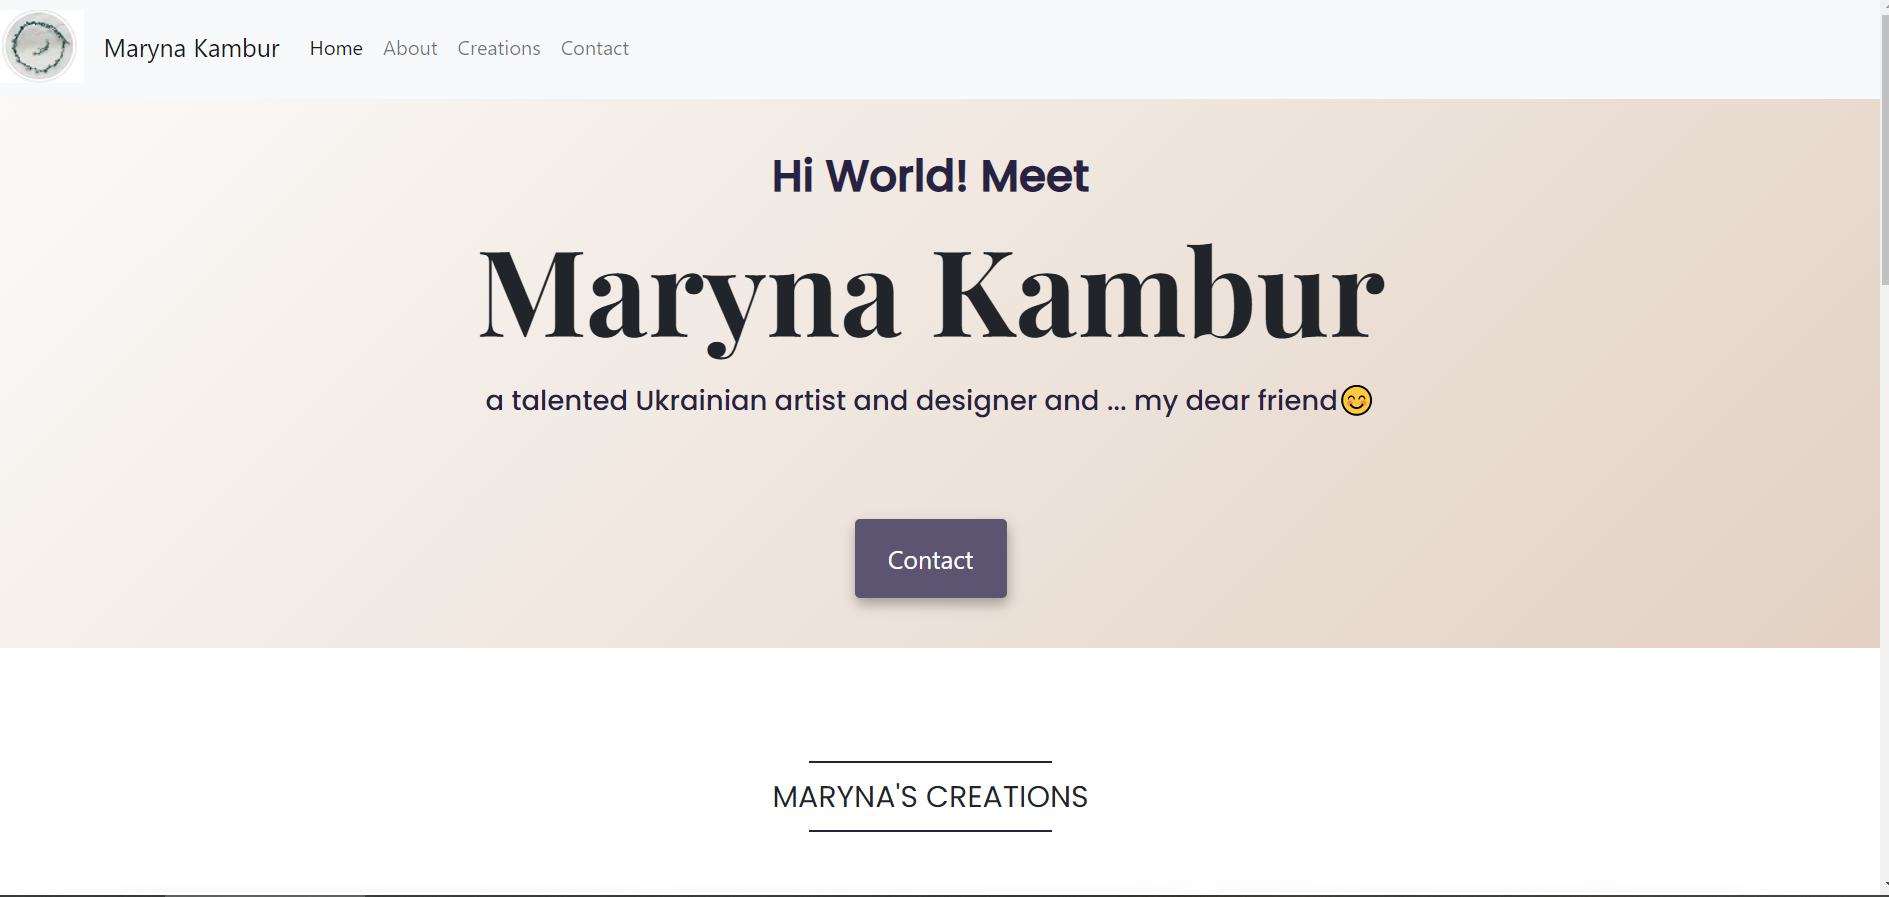 Maryna Kambur Home About Creations Contact
Hi World! Meet
Maryna Kambur
a talented Ukrainian artist and designer and ... my dear friend😊
Contact
MARYNA'S CREATIONS